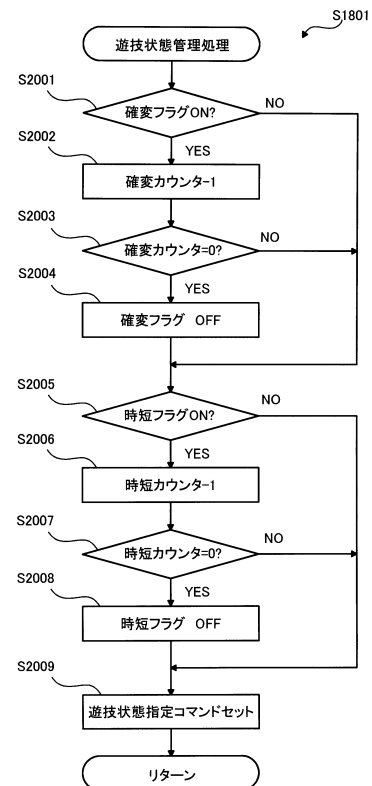 S1801
遊技状態管理処理
S2001
確変フラグON?
NO
YES
S2002
確変カウンタ-1
S2003
確変カウンタ=0?
NO
YES
S2004
確変フラグ OFF
S2005
時短フラグON?
NO
YES
S2006
時短カウンタ-1
S2007
時短カウンタ=0?
NO
YES
S2008
時短フラグ OFF
S2009
遊技状態指定コマンドセット
リターン